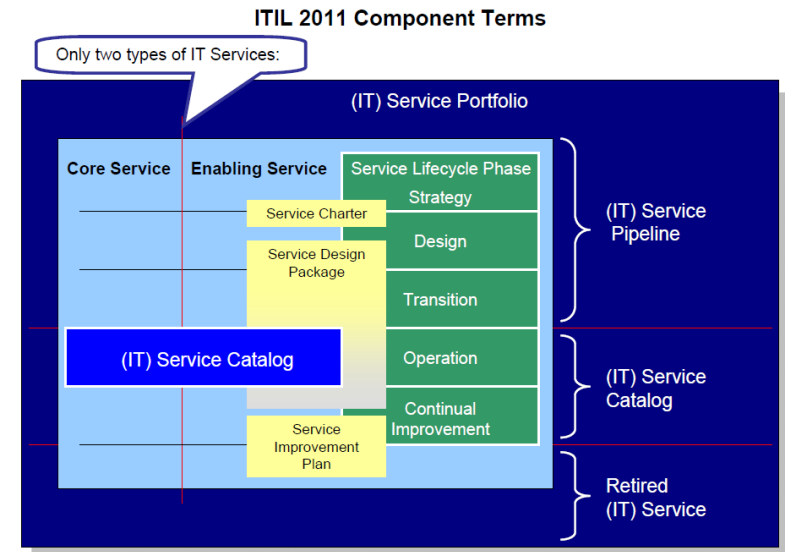 ITIL 2011 Component Terms
Only two types of IT Services:
(IT) Service Portfolio
Core Service
Enabling Service
Service Lifecycle Phase
Strategy
Service Charter
Design
Service Design
Package
Transition
(IT) Service Catalog
Operation
Continual
Improvement
Service
Improvement
Plan
(IT) Service
Pipeline
(IT) Service
Catalog
Retired
(IT) Service